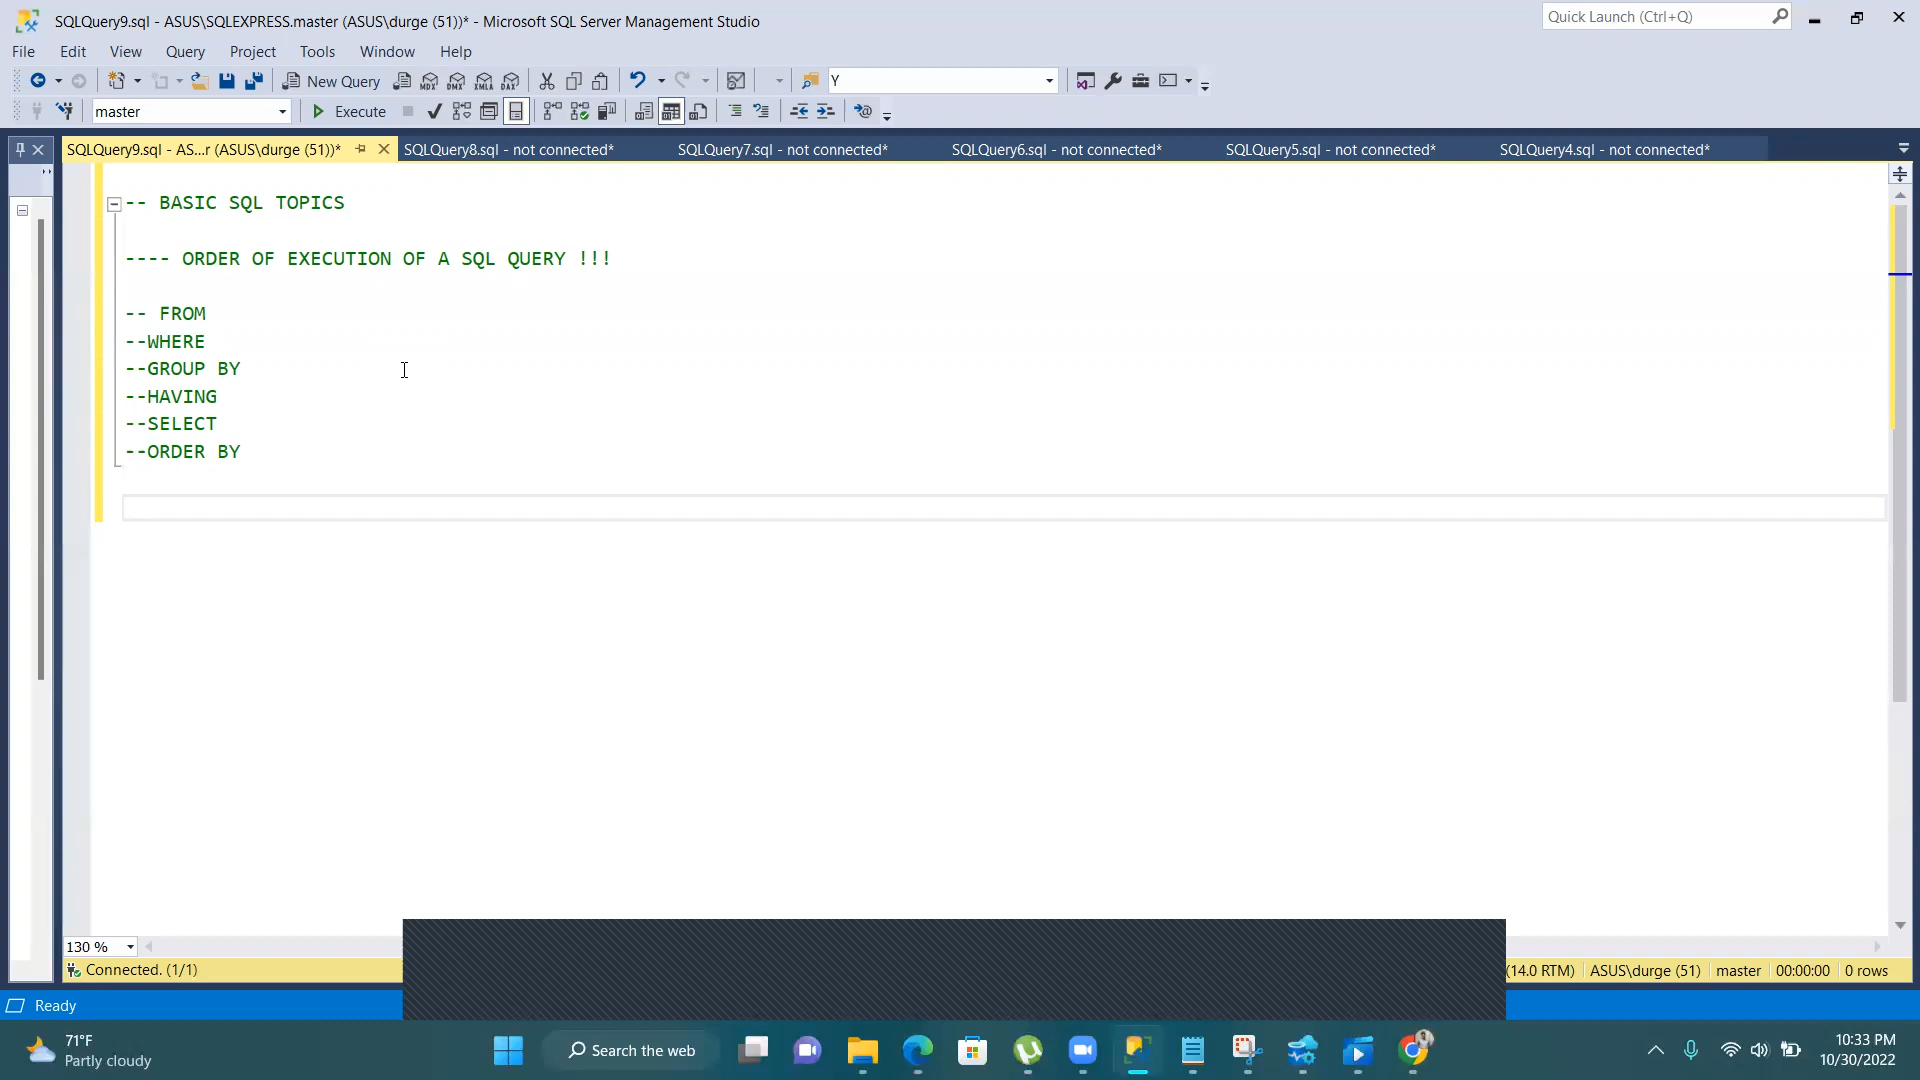 SQLQuery9.sql - ASUS\SQLEXPRESS.master (ASUS\durge (51))* - Microsoft SQL Server Management Studio
Quick Launch (Ctrl+Q)
File Edit View Query Project Tools Window Help
New Query MDX DMX XMLA DAX Y
master Execute
SQLQuery9.sql - AS...r (ASUS\durge (51))* SQLQuery8.sql - not connected* SQLQuery7.sql - not connected* SQLQuery6.sql - not connected* SQLQuery5.sql - not connected* SQLQuery4.sql - not connected*
-- BASIC SQL TOPICS
---- ORDER OF EXECUTION OF A SQL QUERY !!!
-- FROM
--WHERE
--GROUP BY
--HAVING
--SELECT
--ORDER BY
130 %
Connected. (1/1) (14.0 RTM) ASUS\durge (51) master 00:00:00 0 rows
Ready
71°F
Partly cloudy
Search the web
10:33 PM
10/30/2022